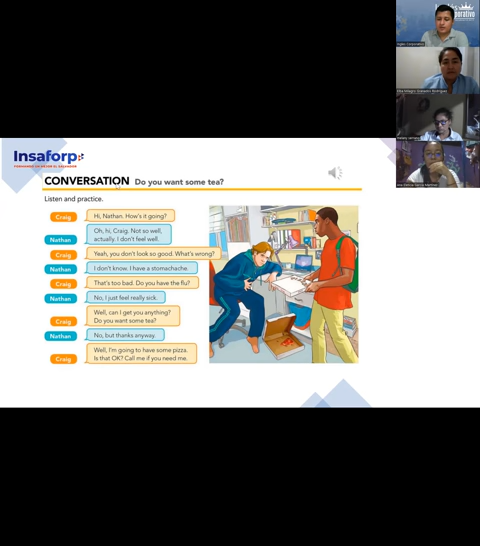 Insaforp
CONVERSATION Do you want some tea?
Listen and practice.
Craig Hi, Nathan. How's it going?
Nathan Oh, hi, Craig. Not so well,
actually. I don't feel well.
Craig Yeah, you don't look so good. What's wrong?
Nathan I don't know. I have a stomachache.
Craig That's too bad. Do you have the flu?
Nathan No, I just feel really sick.
Craig Well, can I get you anything?
Do you want some tea?
Nathan No, but thanks anyway.
Craig Well, I'm going to have some pizza.
Is that OK? Call me if you need me.